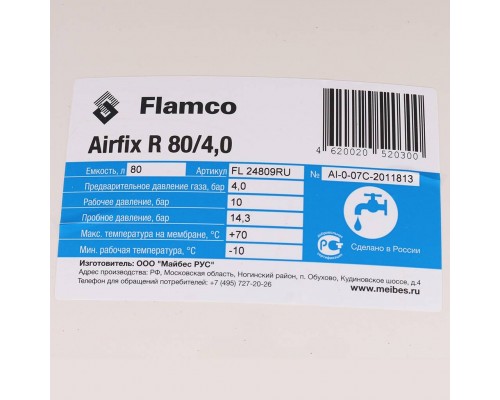 Flamco
Airfix R 80/4,0
4 620020 520300
Емкость, л 80 Артикул FL 24809RU № AI-0-07C-2011813
Предварительное давление газа, бар 4,0
Рабочее давление, бар 10
Пробное давление, бар 14,3
Макс. температура на мембране, °C +70
Мин. рабочая температура, °C -10
Сделано в России
Изготовитель: ООО "Майбес РУС"
Адрес производства: РФ, Московская область, Ногинский район, п. Обухово, Кудиновское шоссе, д.4
Телефон для обращений потребителей: +7 (495) 727-20-26
www.meibes.ru